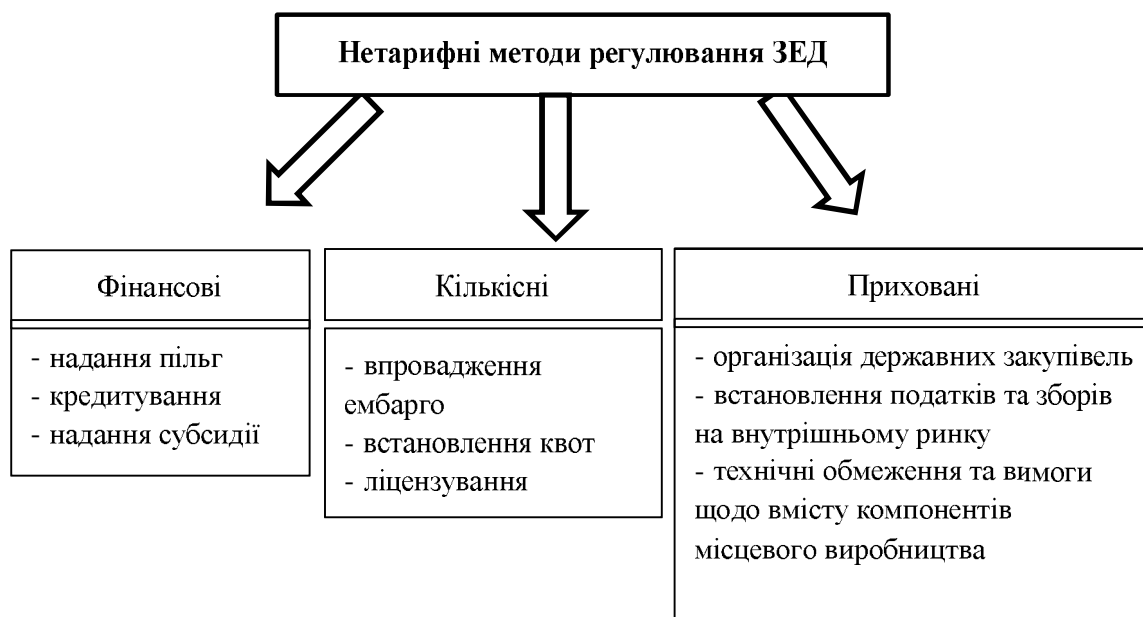 Нетарифні методи регулювання ЗЕД
Фінансові
- надання пільг
- кредитування
- надання субсидії
Кількісні
- впровадження
ембарго
- встановлення квот
- ліцензування
Приховані
- організація державних закупівель
- встановлення податків та зборів
на внутрішньому ринку
- технічні обмеження та вимоги
щодо вмісту компонентів
місцевого виробництва